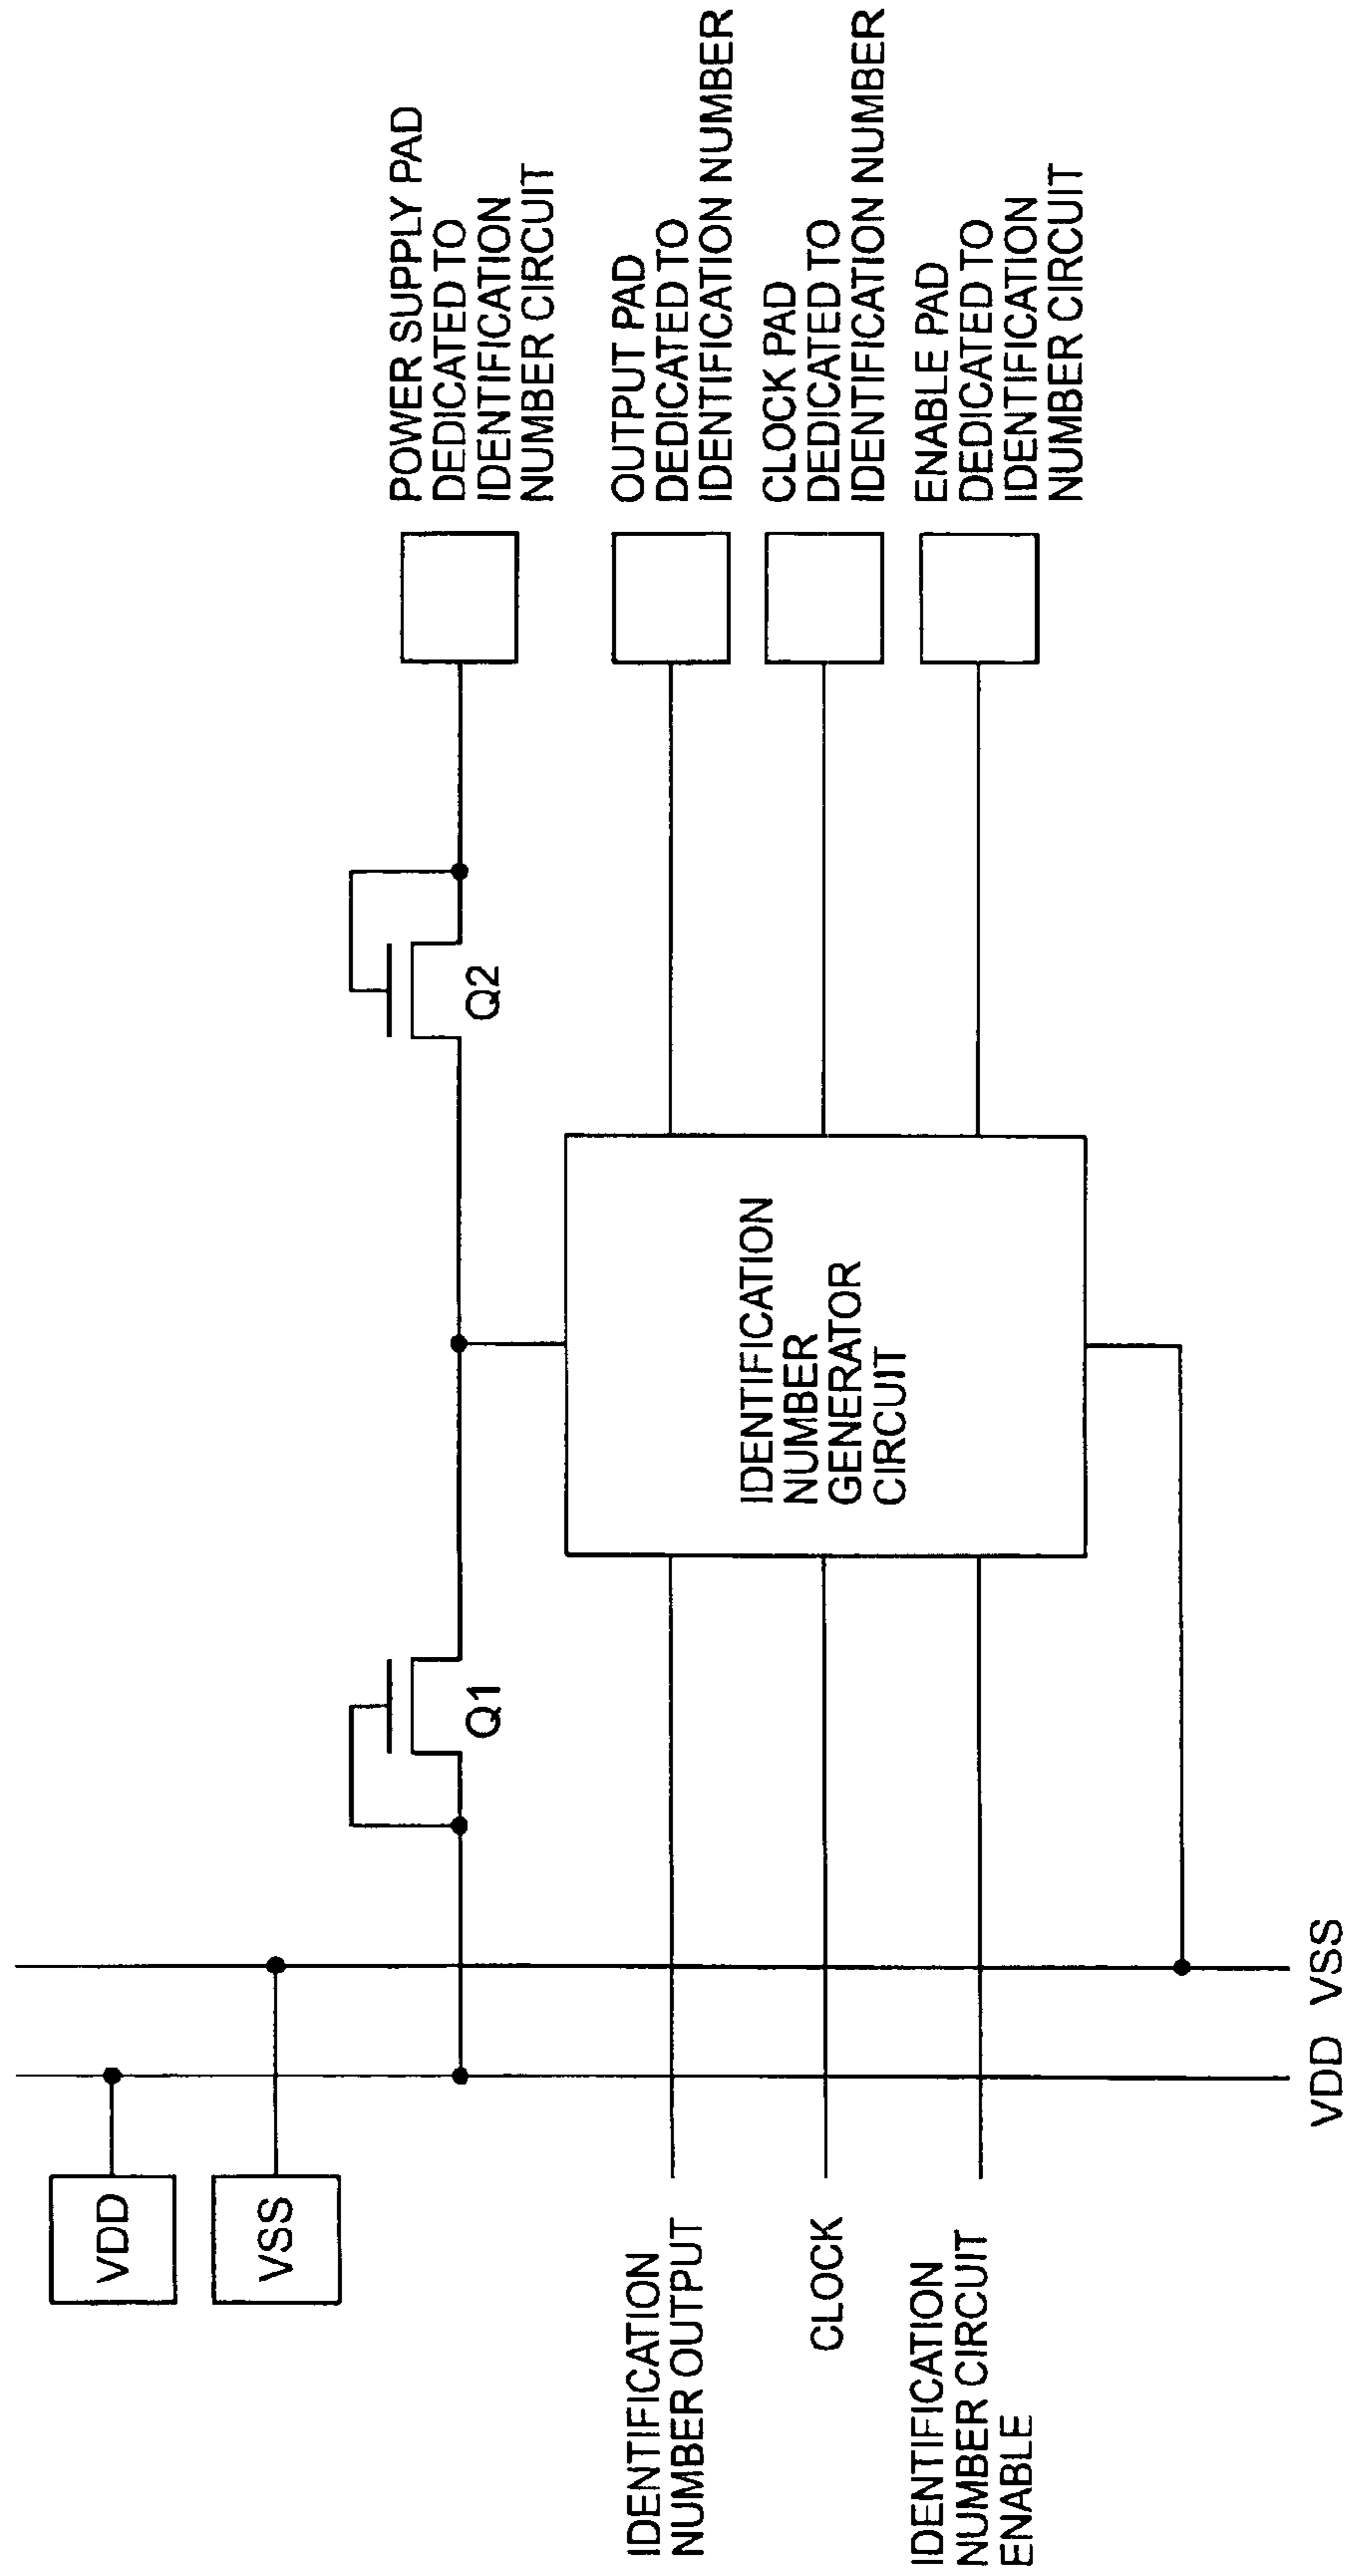 VDD
VSS
POWER SUPPLY PAD
DEDICATED TO
IDENTIFICATION
NUMBER CIRCUIT
Q1
Q2
IDENTIFICATION
NUMBER OUTPUT
CLOCK
IDENTIFICATION
NUMBER CIRCUIT
ENABLE
IDENTIFICATION
NUMBER
GENERATOR
CIRCUIT
OUTPUT PAD
DEDICATED TO
IDENTIFICATION NUMBER
CLOCK PAD
DEDICATED TO
IDENTIFICATION NUMBER
ENABLE PAD
DEDICATED TO
IDENTIFICATION
NUMBER CIRCUIT
VDD VSS